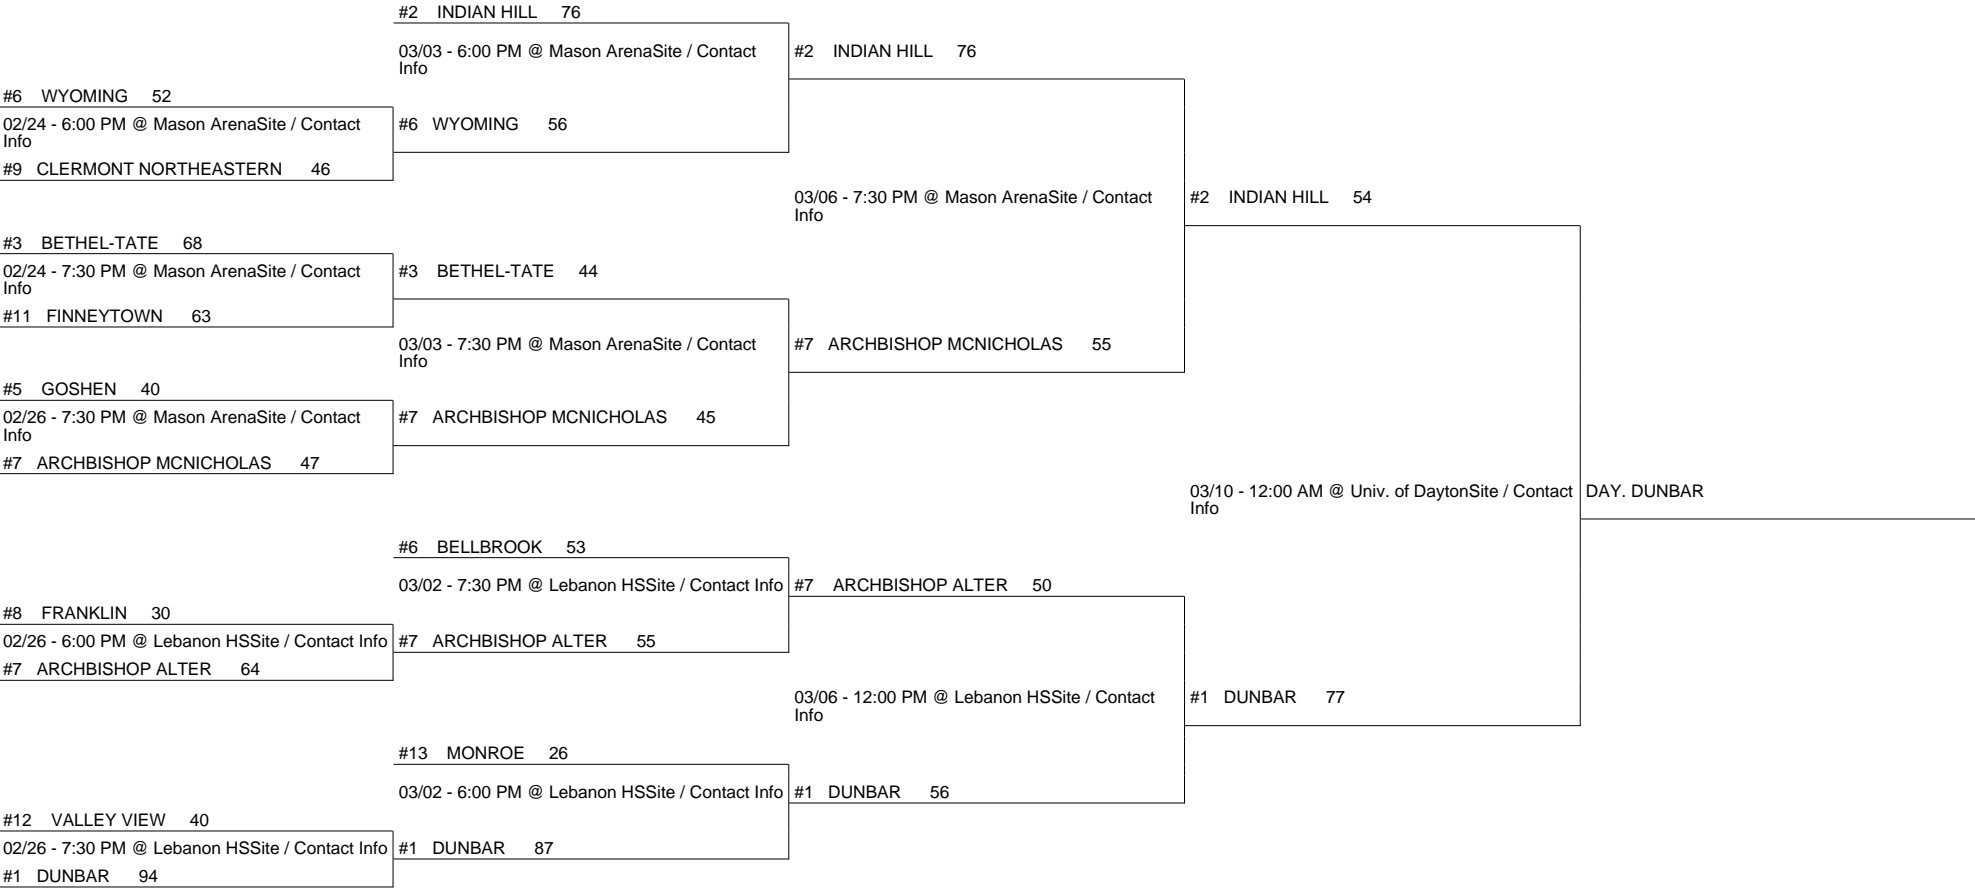 #2 INDIAN HILL 76
03/03 - 6:00 PM @ Mason ArenaSite / Contact
Info
#2 INDIAN HILL 76
#6 WYOMING 52
02/24 - 6:00 PM @ Mason ArenaSite / Contact
Info
#6 WYOMING 56
#9 CLERMONT NORTHEASTERN 46
03/06 - 7:30 PM @ Mason ArenaSite / Contact
Info
#2 INDIAN HILL 54
#3 BETHEL-TATE 68
02/24 - 7:30 PM @ Mason ArenaSite / Contact
Info
#3 BETHEL-TATE 44
#11 FINNEYTOWN 63
03/03 - 7:30 PM @ Mason ArenaSite / Contact
Info
#7 ARCHBISHOP MCNICHOLAS 55
#5 GOSHEN 40
02/26 - 7:30 PM @ Mason ArenaSite / Contact
Info
#7 ARCHBISHOP MCNICHOLAS 45
#7 ARCHBISHOP MCNICHOLAS 47
03/10 - 12:00 AM @ Univ. of DaytonSite / Contact
Info
DAY. DUNBAR
#6 BELLBROOK 53
03/02 - 7:30 PM @ Lebanon HSSite / Contact Info
#7 ARCHBISHOP ALTER 50
#8 FRANKLIN 30
02/26 - 6:00 PM @ Lebanon HSSite / Contact Info
#7 ARCHBISHOP ALTER 55
#7 ARCHBISHOP ALTER 64
03/06 - 12:00 PM @ Lebanon HSSite / Contact
Info
#1 DUNBAR 77
#13 MONROE 26
03/02 - 6:00 PM @ Lebanon HSSite / Contact Info
#1 DUNBAR 56
#12 VALLEY VIEW 40
02/26 - 7:30 PM @ Lebanon HSSite / Contact Info
#1 DUNBAR 87
#1 DUNBAR 94